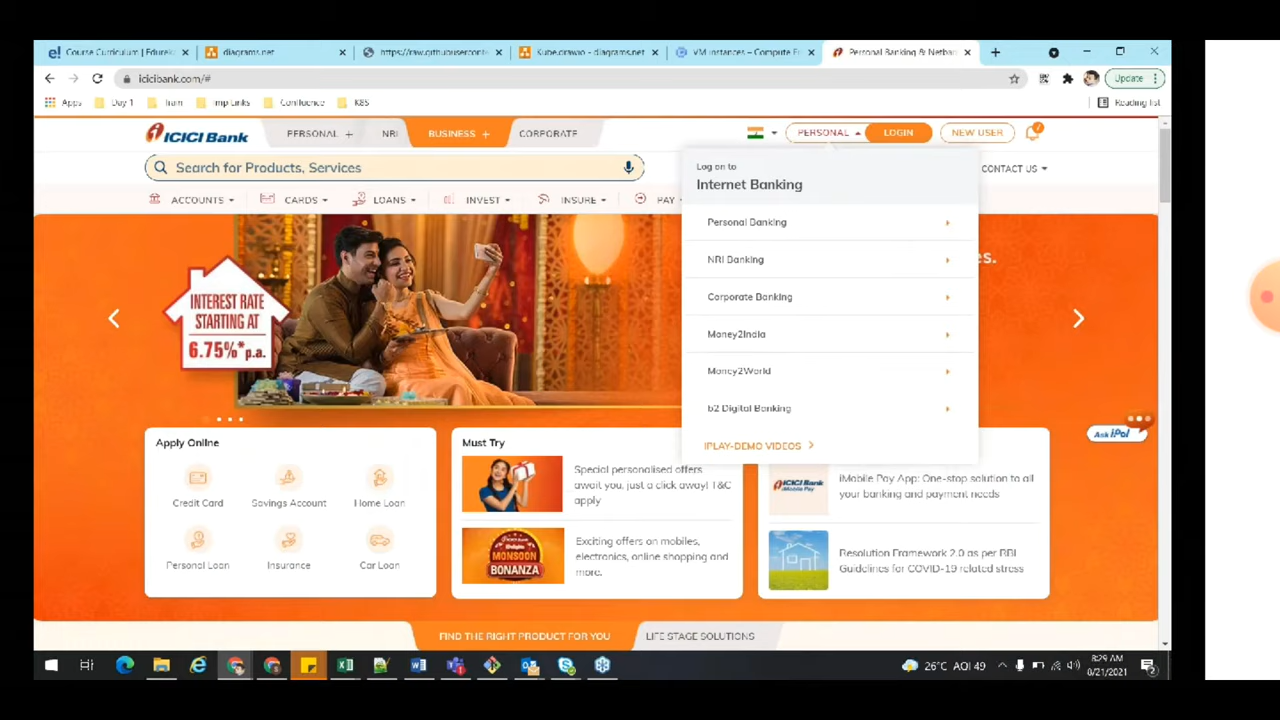 e! Course Curriculum | Edurek
diagrams.net
https://raw.githubuserconte
Kube.drawio - diagrams.net
VM instances – Compute E
Personal Banking & Netban
icicibank.com/#
Update
Apps
Day 1
Train
Imp Links
Confluence
K8S
Reading list
ICICI Bank
PERSONAL +
NRI
BUSINESS +
CORPORATE
PERSONAL
LOGIN
NEW USER
Search for Products, Services
CONTACT US
ACCOUNTS
CARDS
LOANS
INVEST
INSURE
PAY
Log on to
Internet Banking
Personal Banking
NRI Banking
Corporate Banking
Money2India
Money2World
b2 Digital Banking
IPLAY-DEMO VIDEOS
es.
INTEREST RATE
STARTING AT
6.75%*p.a.
Ask iPal
Apply Online
Credit Card
Savings Account
Home Loan
Personal Loan
Insurance
Car Loan
Must Try
Special personalised offers
await you, just a click away! T&C
apply
MONSOON
BONANZA
Exciting offers on mobiles,
electronics, online shopping and
more.
ICICI Bank
iMobile Pay
iMobile Pay App: One-stop solution to all
your banking and payment needs
Resolution Framework 2.0 as per RBI
Guidelines for COVID-19 related stress
FIND THE RIGHT PRODUCT FOR YOU
LIFE STAGE SOLUTIONS
26°C AQI 49
8:29 AM
8/21/2021
2